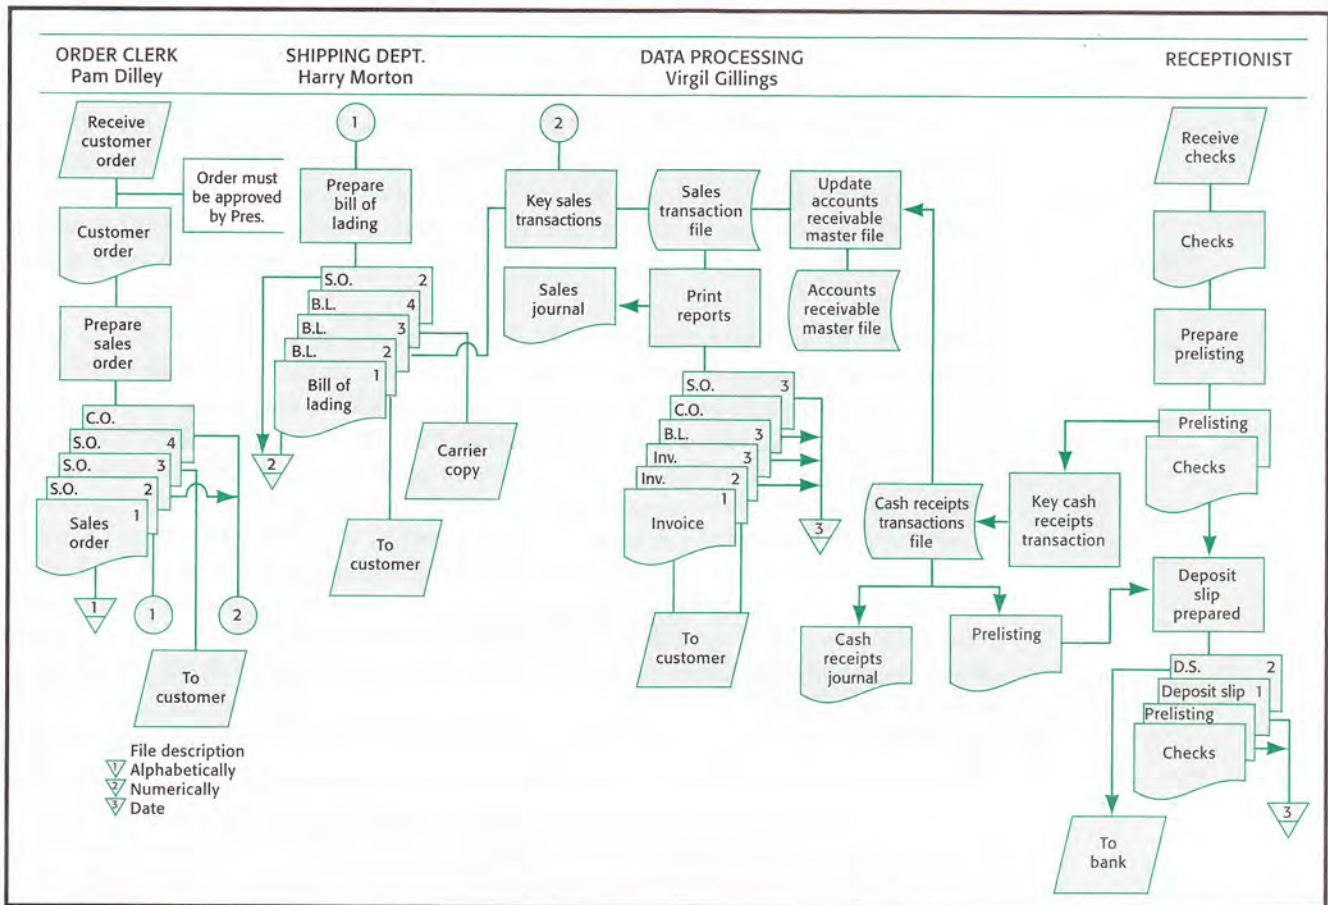 ORDER CLERK
Pam Dilley
SHIPPING DEPT.
Harry Morton
DATA PROCESSING
Virgil Gillings
RECEPTIONIST
Receive
customer
order
Order must
be approved
by Pres.
Customer
order
Prepare
sales
order
C.O.
S.O. 4
S.O. 3
S.O. 2
1
Sales
order
1
1
2
To
customer
File description
1 Alphabetically
2 Numerically
3 Date
1
Prepare
bill of
lading
S.O. 2
B.L. 4
B.L. 3
B.L. 2
1
Bill of
lading
2
Carrier
copy
To
customer
2
Key sales
transactions
Sales
transaction
file
Update
accounts
receivable
master file
Sales
journal
Print
reports
Accounts
receivable
master file
S.O. 3
C.O.
B.L. 3
Inv. 3
Inv. 2
1
Invoice
3
To
customer
Cash receipts
transactions
file
Key cash
receipts
transaction
Cash
receipts
journal
Prelisting
Receive
checks
Checks
Prepare
prelisting
Prelisting
Checks
Deposit
slip
prepared
D.S. 2
Deposit slip 1
Prelisting
Checks
3
To
bank